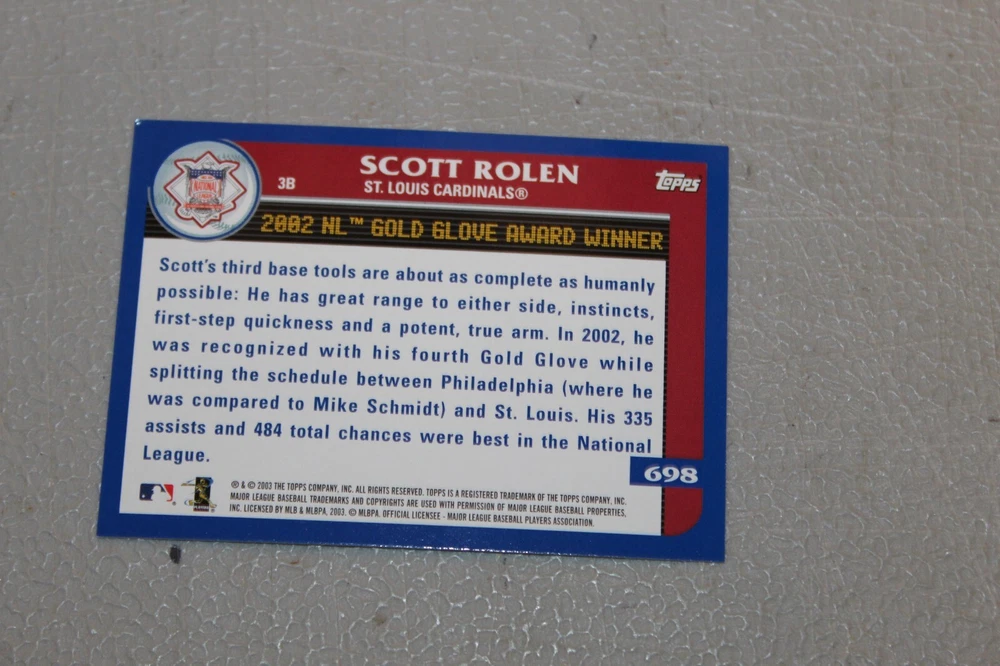 SCOTT ROLEN
3B
ST. LOUIS CARDINALS®
Topps
NATIONAL
2002 NL™ GOLD GLOVE AWARD WINNER
Scott's third base tools are about as complete as humanly
possible: He has great range to either side, instincts,
first-step quickness and a potent, true arm. In 2002, he
was recognized with his fourth Gold Glove while
splitting the schedule between Philadelphia (where he
was compared to Mike Schmidt) and St. Louis. His 335
assists and 484 total chances were best in the National
League.
698
® & © 2003 THE TOPPS COMPANY, INC. ALL RIGHTS RESERVED. TOPPS IS A REGISTERED TRADEMARK OF THE TOPPS COMPANY, INC.
MAJOR LEAGUE BASEBALL TRADEMARKS AND COPYRIGHTS ARE USED WITH PERMISSION OF MAJOR LEAGUE BASEBALL PROPERTIES,
INC. LICENSED BY MLB & MLBPA, 2003. © MLBPA. OFFICIAL LICENSEE - MAJOR LEAGUE BASEBALL PLAYERS ASSOCIATION.